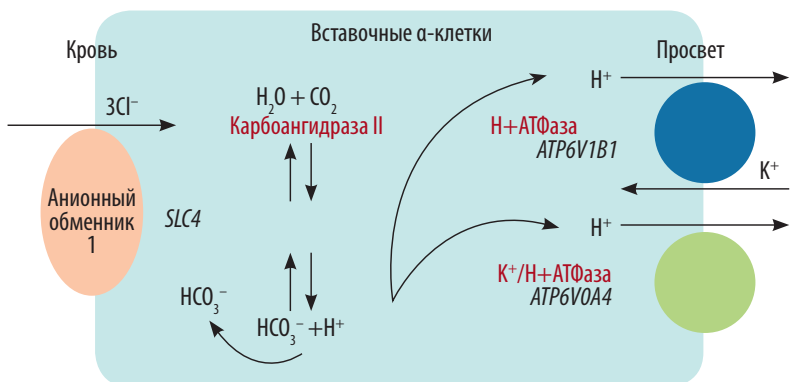 Вставочные α-клетки
Кровь
Просвет
3Cl⁻
H₂O + CO₂
Карбоангидраза II
H⁺
H+АТФаза
ATP6V1B1
K⁺
Анионный
обменник
1
SLC4
H⁺
K⁺/H+АТФаза
ATP6V0A4
HCO₃⁻
HCO₃⁻ +H⁺